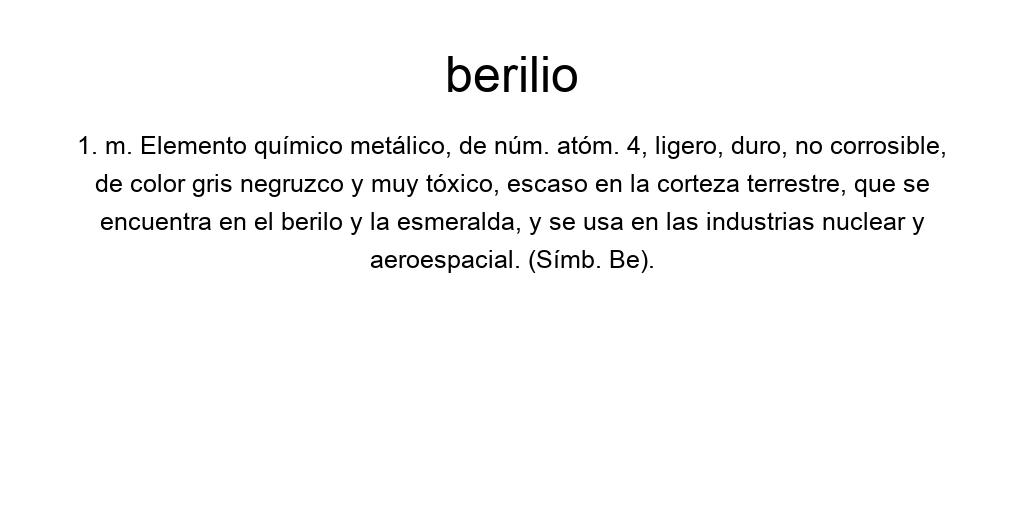 berilio
1. m. Elemento químico metálico, de núm. atóm. 4, ligero, duro, no corrosible,
de color gris negruzco y muy tóxico, escaso en la corteza terrestre, que se
encuentra en el berilo y la esmeralda, y se usa en las industrias nuclear y
aeroespacial. (Símb. Be).